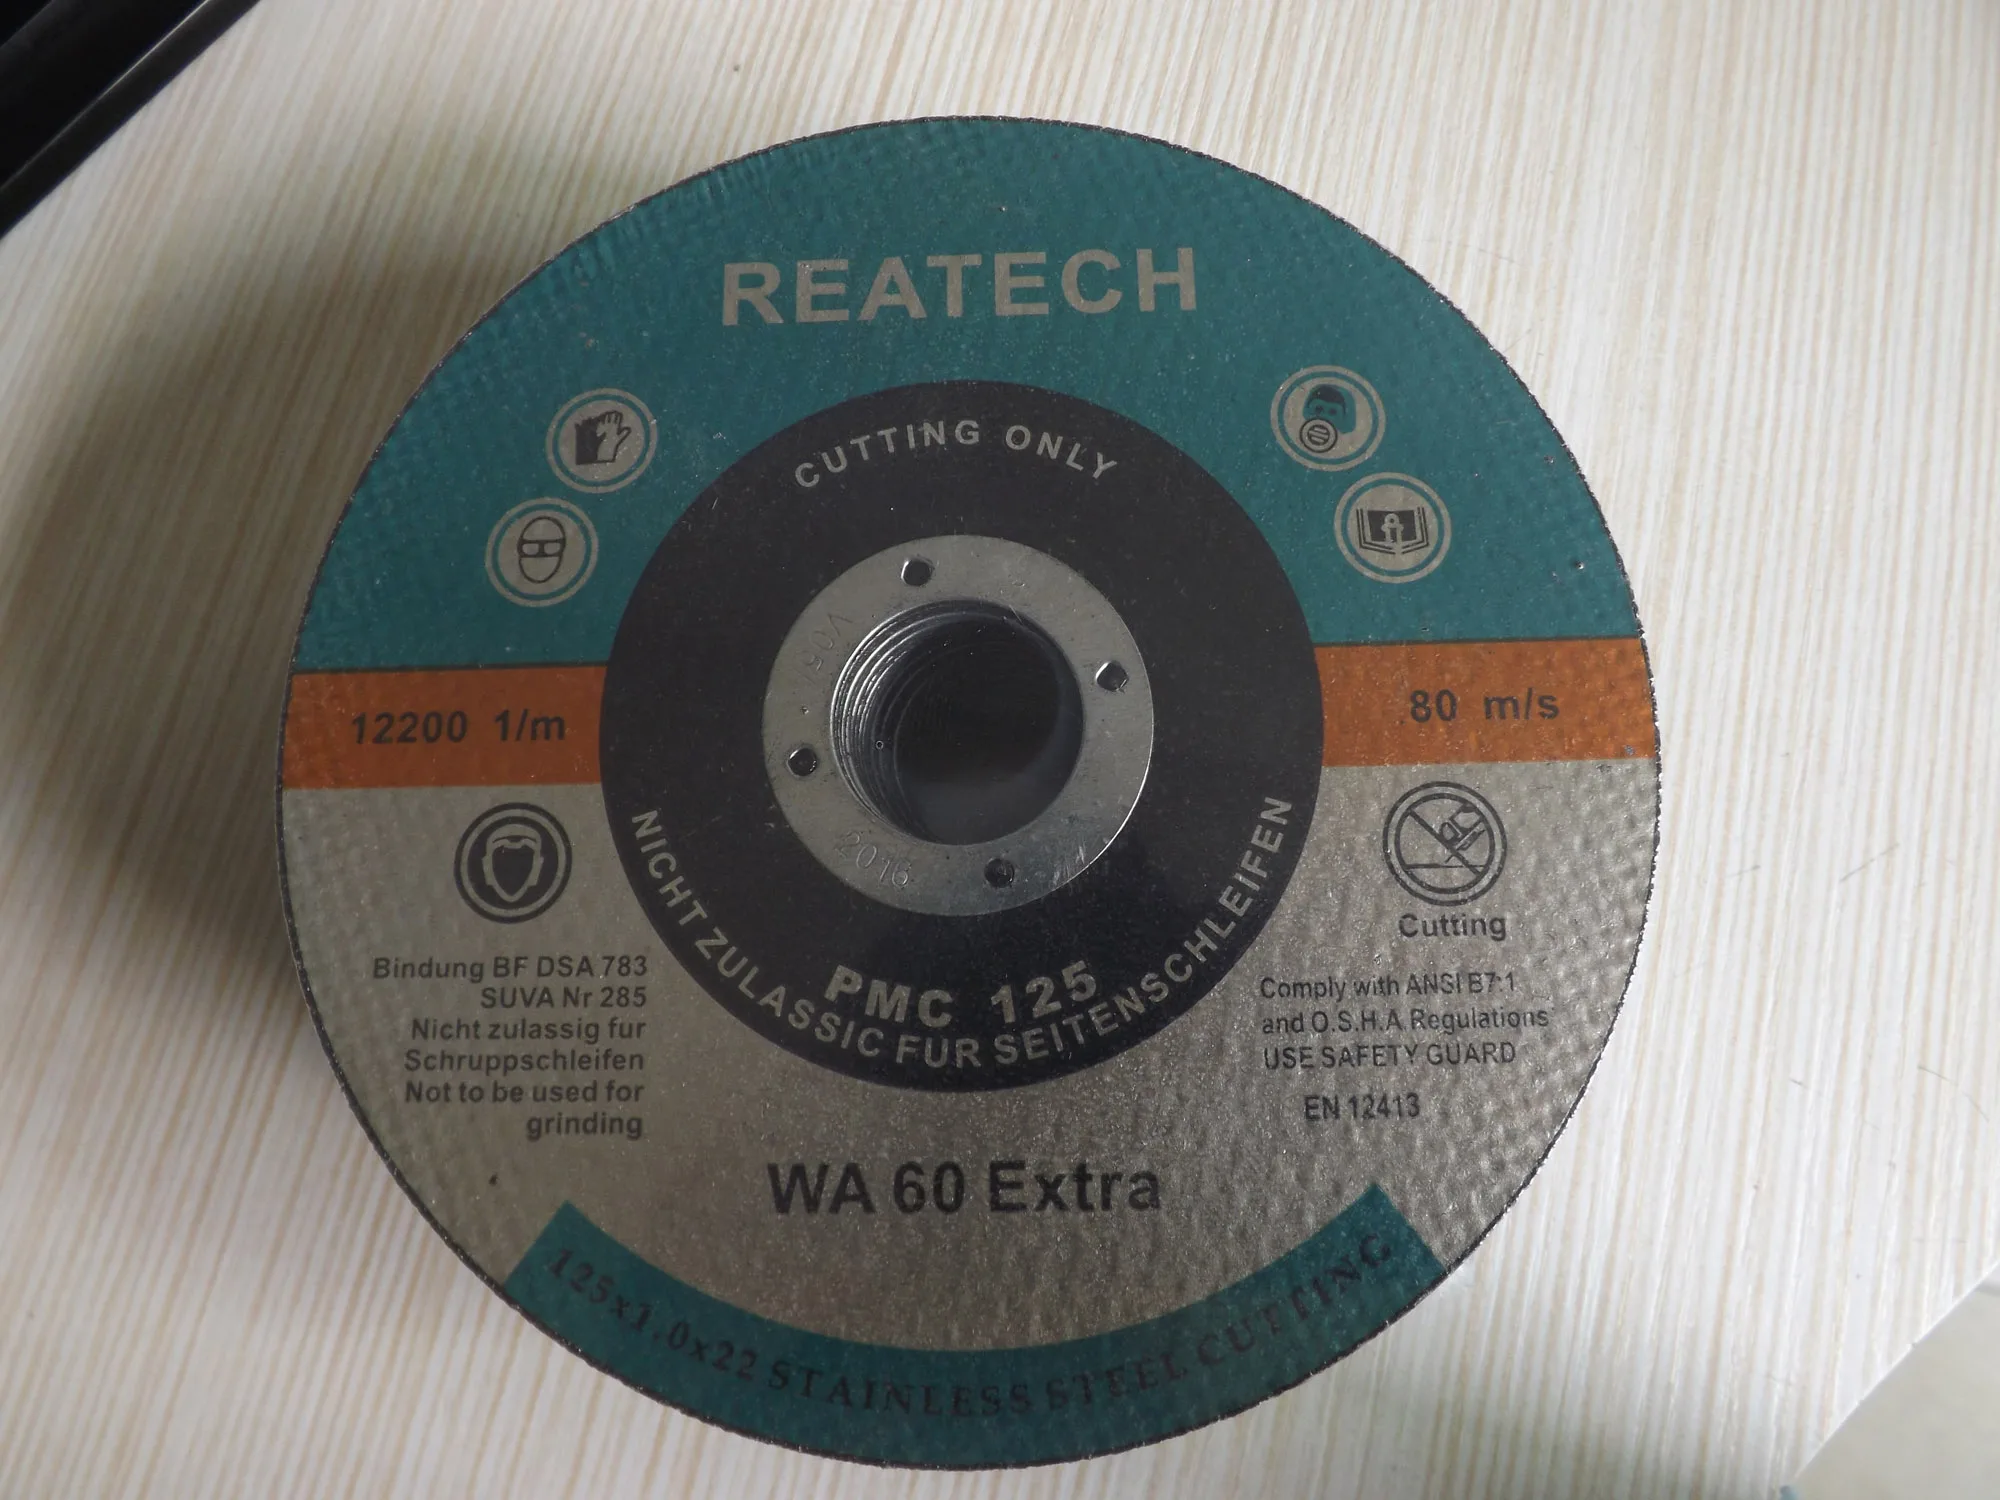 REATECH
CUTTING ONLY
12200 1/m
80 m/s
2016
Cutting
Bindung BF DSA 783
SUVA Nr 285
Nicht zulassig fur
Schruppschleifen
Not to be used for
grinding
PMC 125
NICHT ZULASSIC FUR SEITENSCHLEIFEN
Comply with ANSI B7.1
and O.S.H.A Regulations
USE SAFETY GUARD
EN 12413
WA 60 Extra
125x1.0x22 STAINLESS STEEL CUTTING